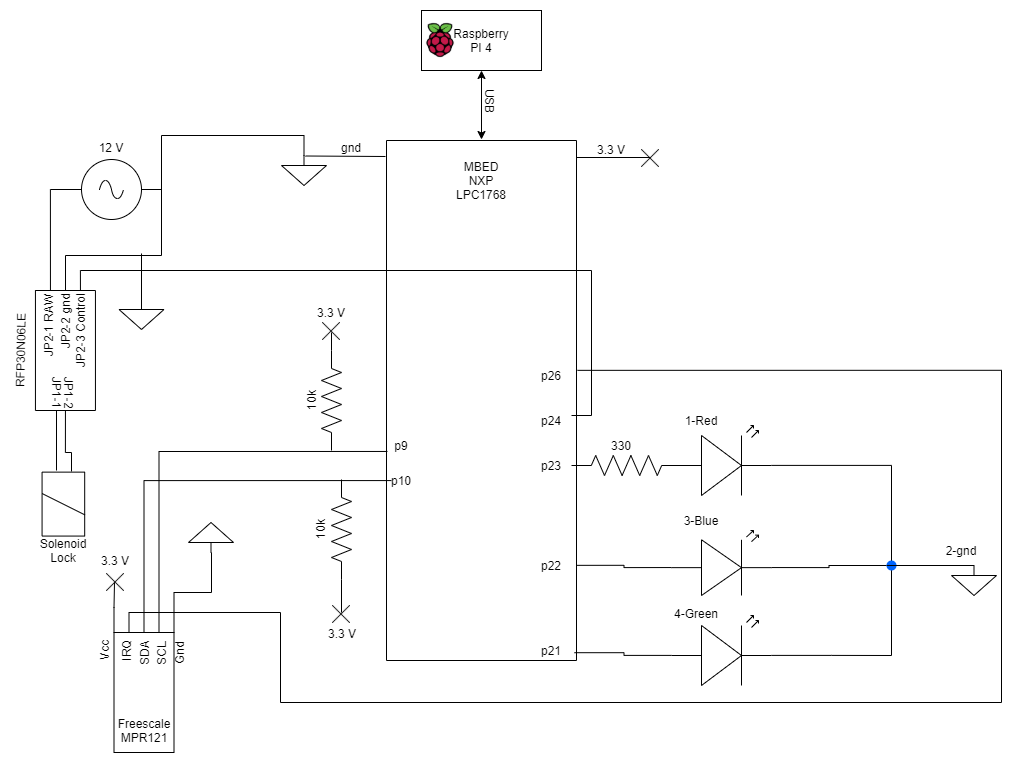 Raspberry
PI 4
USB
12 V
gnd
MBED
NXP
LPC1768
3.3 V
RFP30N06LE
JP2-1 RAW
JP2-2 gnd
JP2-3 Control
JP1-1
JP1-2
3.3 V
10k
p26
p24
1-Red
p9
p23
330
p10
10k
3-Blue
Solenoid
Lock
3.3 V
p22
2-gnd
4-Green
3.3 V
p21
Vcc
IRQ
SDA
SCL
Gnd
Freescale
MPR121